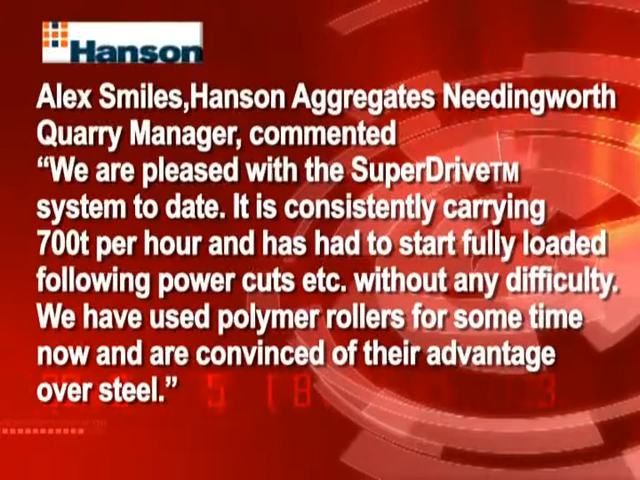 Hanson
Alex Smiles,Hanson Aggregates Needingworth
Quarry Manager, commented
“We are pleased with the SuperDrive™
system to date. It is consistently carrying
700t per hour and has had to start fully loaded
following power cuts etc. without any difficulty.
We have used polymer rollers for some time
now and are convinced of their advantage
over steel.”